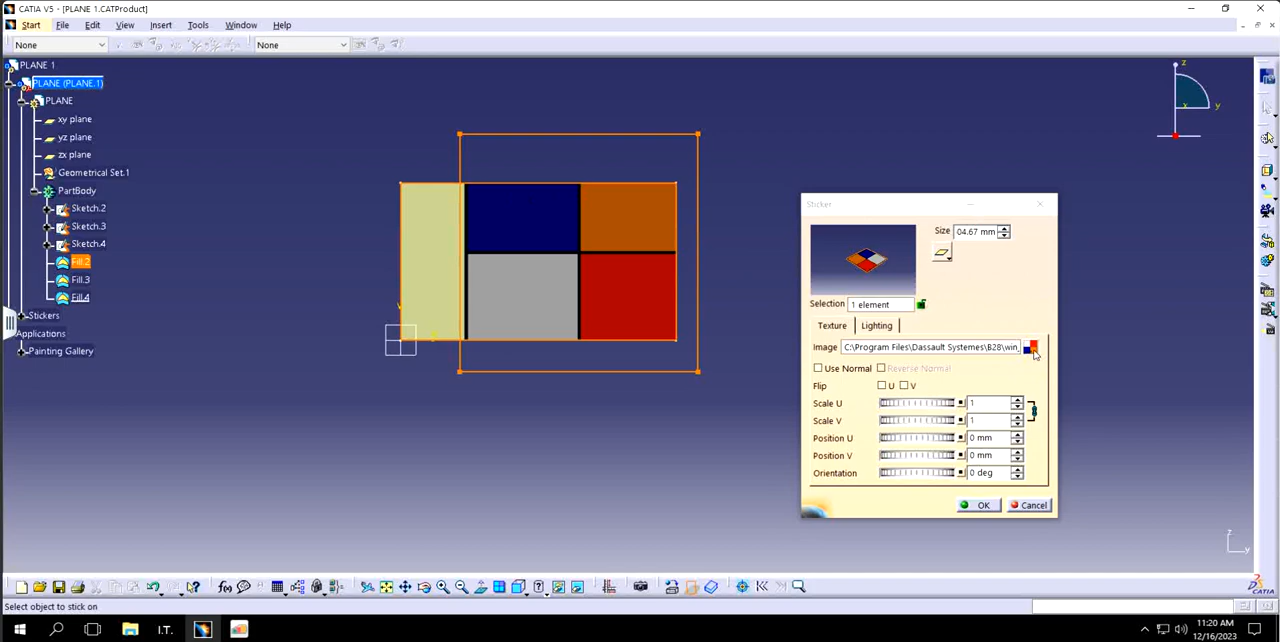 CATIA V5 - [PLANE 1.CATProduct]
Start File Edit View Insert Tools Window Help
None None
PLANE 1
PLANE (PLANE.1)
PLANE
xy plane
yz plane
zx plane
Geometrical Set.1
PartBody
Sketch.2
Sketch.3
Sketch.4
Fill.2
Fill.3
Fill.4
Stickers
Applications
Painting Gallery
z
x
y
Sticker
Size 04.67 mm
Selection 1 element
Texture Lighting
Image C:\Program Files\Dassault Systemes\B28\win_
Use Normal Reverse Normal
Flip U V
Scale U 1
Scale V 1
Position U 0 mm
Position V 0 mm
Orientation 0 deg
OK Cancel
z
y
f(x)
CATIA
Select object to stick on
I.T.
11:20 AM
12/16/2023